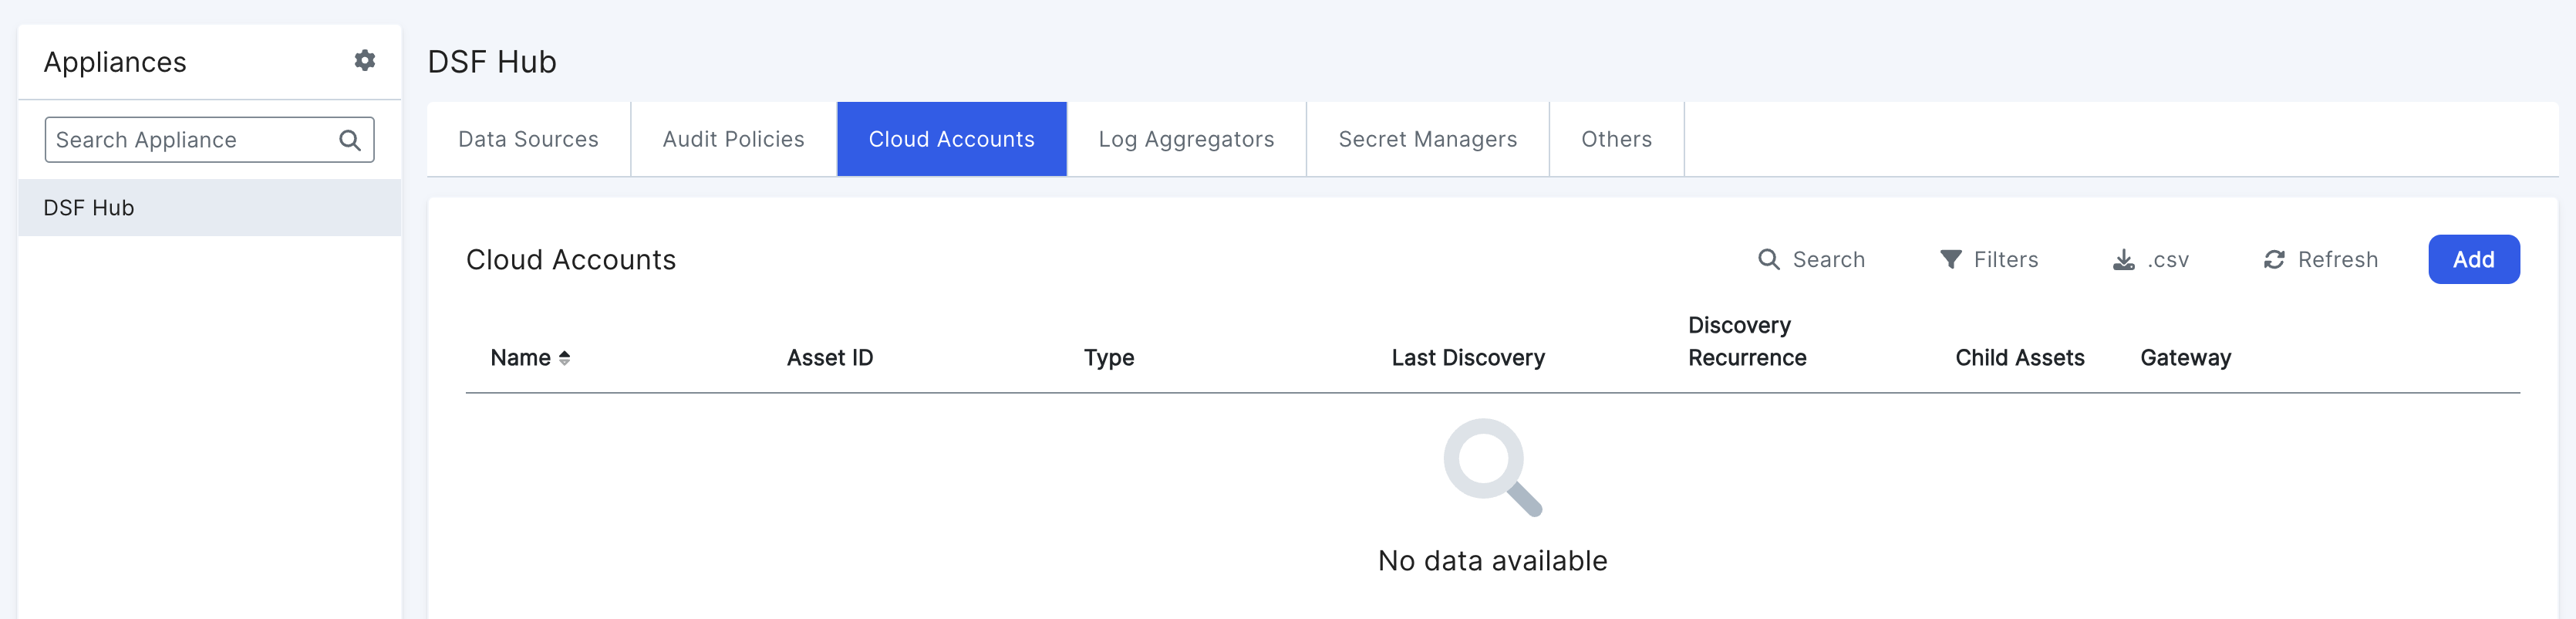 Appliances
Search Appliance
DSF Hub
DSF Hub
Data Sources
Audit Policies
Cloud Accounts
Log Aggregators
Secret Managers
Others
Cloud Accounts
Search
Filters
.csv
Refresh
Add
Name
Asset ID
Type
Last Discovery
Discovery
Recurrence
Child Assets
Gateway
No data available